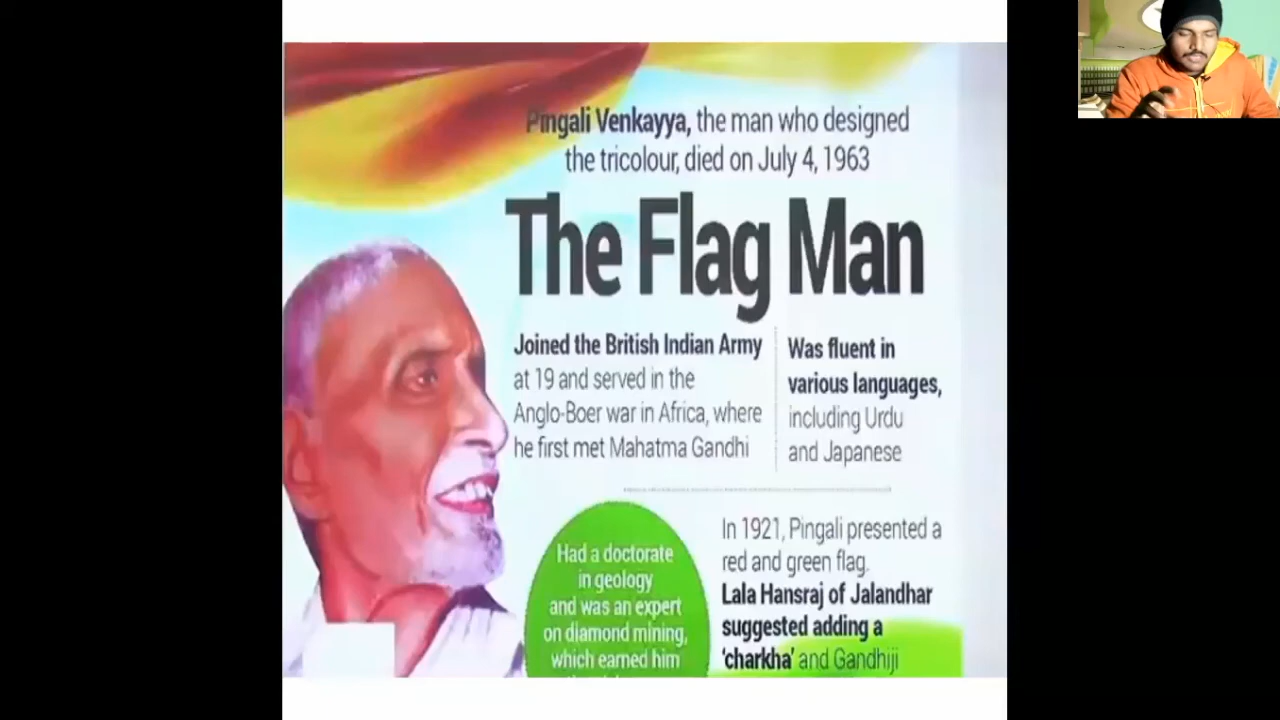 Pingali Venkayya, the man who designed
the tricolour, died on July 4, 1963
The Flag Man
Joined the British Indian Army
at 19 and served in the
Anglo-Boer war in Africa, where
he first met Mahatma Gandhi
Was fluent in
various languages,
including Urdu
and Japanese
Had a doctorate
in geology
and was an expert
on diamond mining,
which earned him
In 1921, Pingali presented a
red and green flag.
Lala Hansraj of Jalandhar
suggested adding a
‘charkha’ and Gandhiji